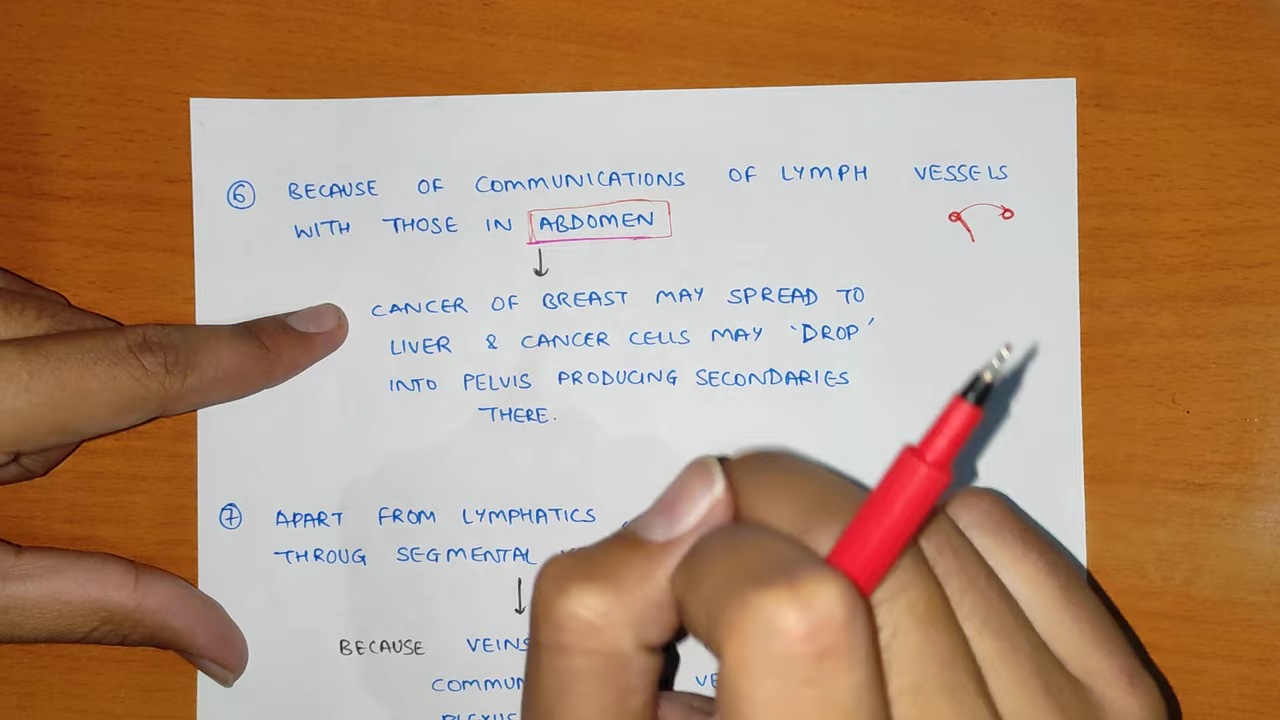 ⑥ BECAUSE OF COMMUNICATIONS OF LYMPH VESSELS
WITH THOSE IN ABDOMEN
↓
CANCER OF BREAST MAY SPREAD TO
LIVER & CANCER CELLS MAY 'DROP'
INTO PELVIS PRODUCING SECONDARIES
THERE.
⑦ APART FROM LYMPHATICS
THROUG SEGMENTAL
↓
BECAUSE VEINS